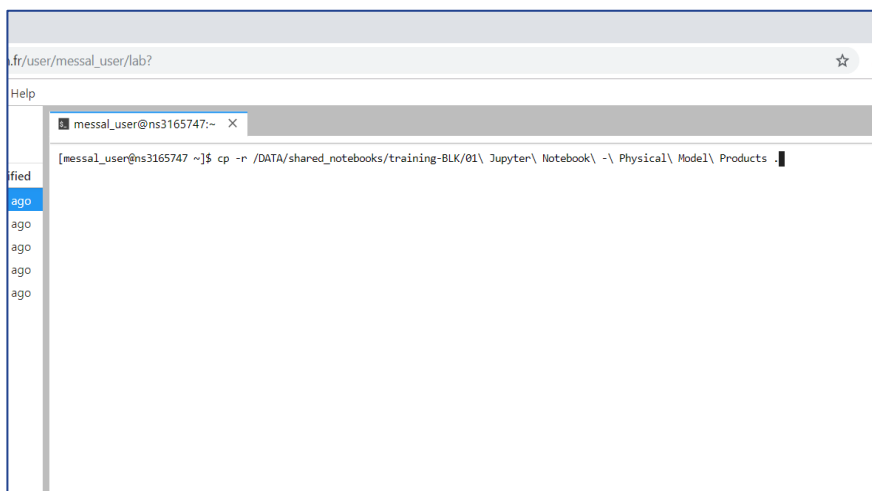 .fr/user/messal_user/lab?
Help
messal_user@ns3165747:~
[messal_user@ns3165747 ~]$ cp -r /DATA/shared_notebooks/training-BLK/01\ Jupyter\ Notebook\ -\ Physical\ Model\ Products .
ified
ago
ago
ago
ago
ago